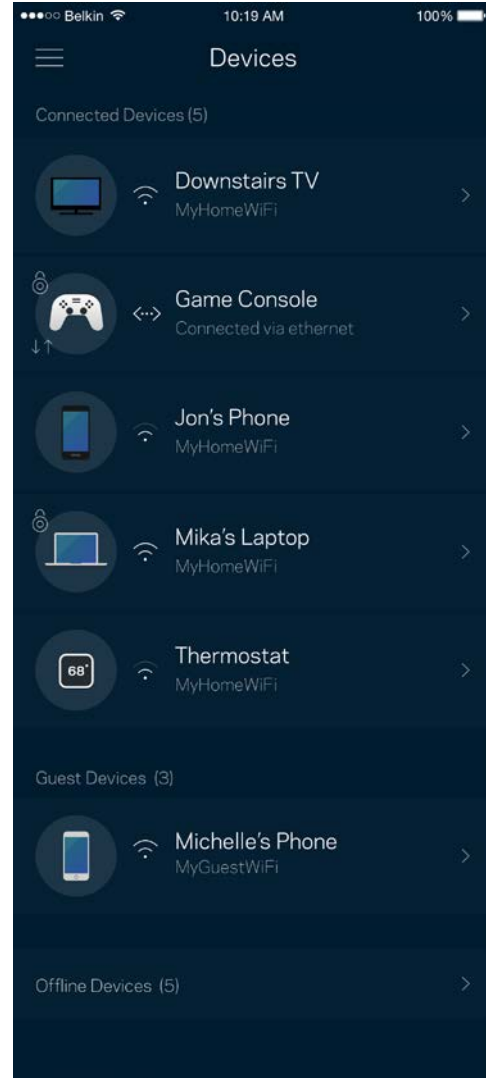 Belkin 10:19 AM 100%
Devices
Connected Devices (5)
Downstairs TV
MyHomeWiFi
Game Console
Connected via ethernet
Jon's Phone
MyHomeWiFi
Mika's Laptop
MyHomeWiFi
68°
Thermostat
MyHomeWiFi
Guest Devices (3)
Michelle's Phone
MyGuestWiFi
Offline Devices (5)